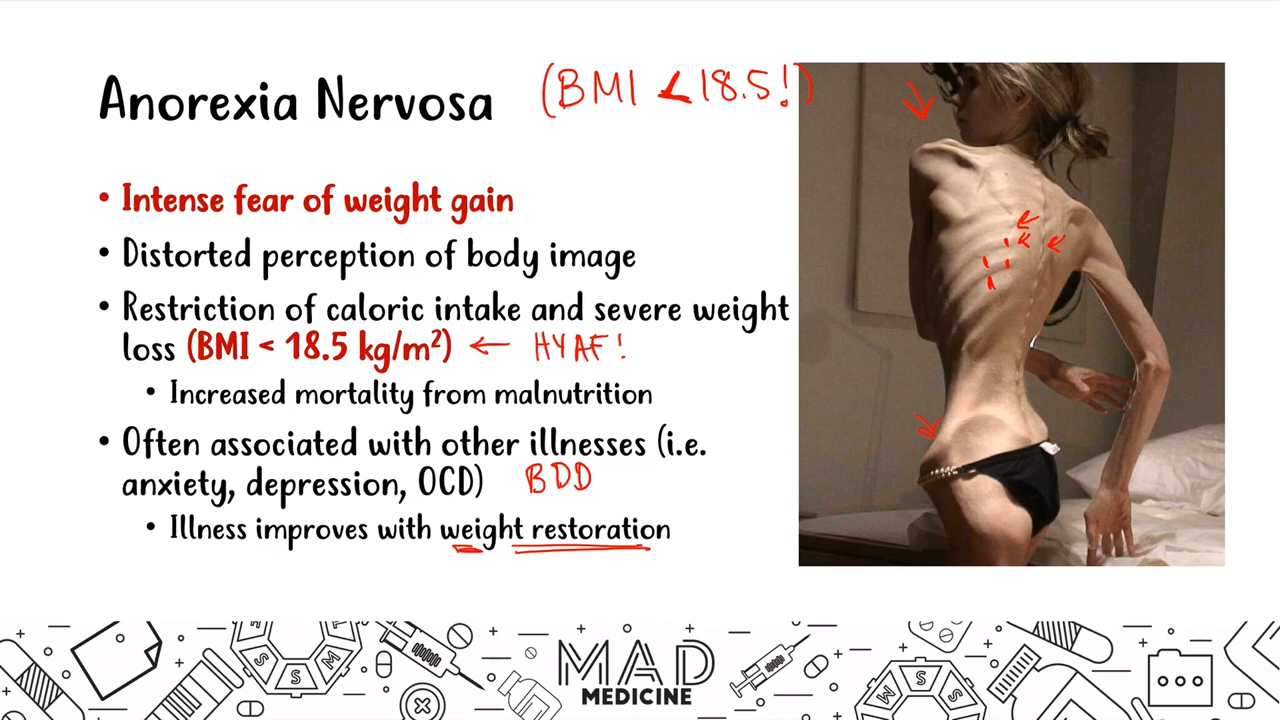 Anorexia Nervosa (BMI < 18.5!)
• Intense fear of weight gain
• Distorted perception of body image
• Restriction of caloric intake and severe weight
loss (BMI < 18.5 kg/m²) ← HYAF!
• Increased mortality from malnutrition
• Often associated with other illnesses (i.e.
anxiety, depression, OCD) BDD
• Illness improves with weight restoration
S
S
M
MAD
MEDICINE
M
S
S